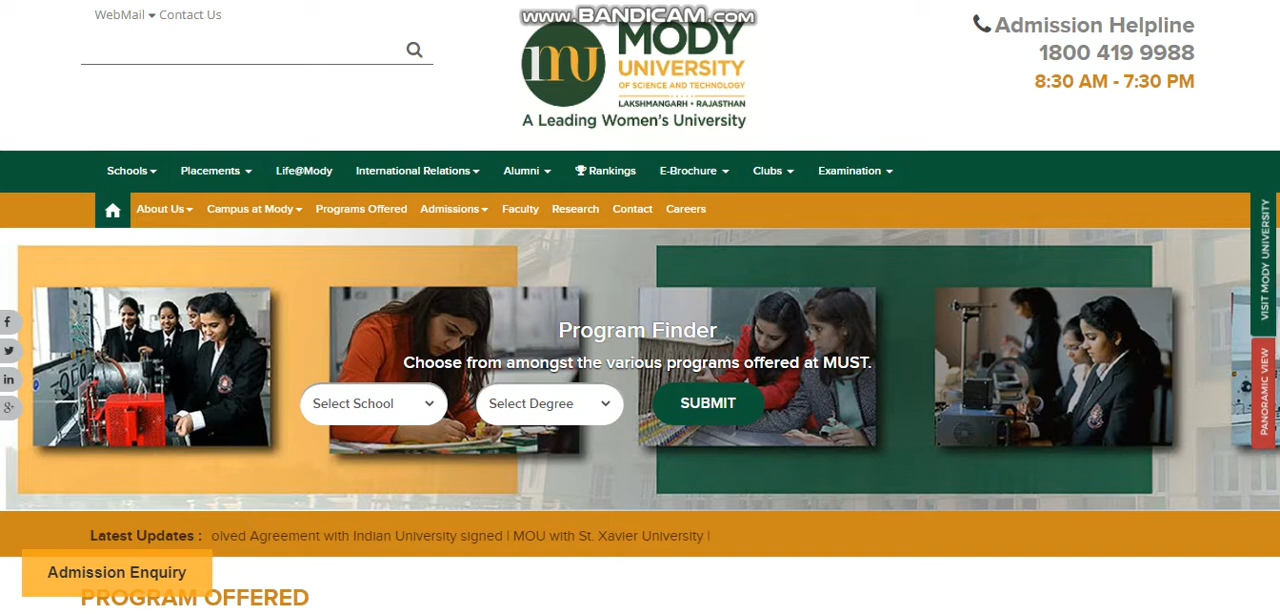 WebMail Contact Us
www.BANDICAM.com
mu
MODY
UNIVERSITY
OF SCIENCE AND TECHNOLOGY
LAKSHMANGARH • RAJASTHAN
A Leading Women's University
Admission Helpline
1800 419 9988
8:30 AM - 7:30 PM
Schools Placements Life@Mody International Relations Alumni Rankings E-Brochure Clubs Examination
About Us Campus at Mody Programs Offered Admissions Faculty Research Contact Careers
VISIT MODY UNIVERSITY
PANORAMIC VIEW
Program Finder
Choose from amongst the various programs offered at MUST.
Select School Select Degree SUBMIT
Latest Updates : olved Agreement with Indian University signed | MOU with St. Xavier University |
Admission Enquiry
PROGRAM OFFERED